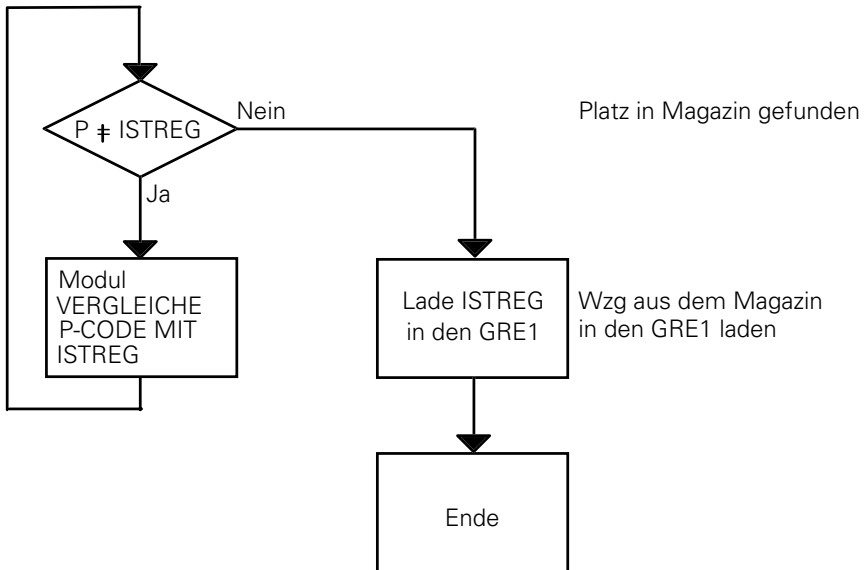 P ≠ ISTREG
Nein
Platz in Magazin gefunden
Ja
Modul
VERGLEICHE
P-CODE MIT
ISTREG
Lade ISTREG
in den GRE1
Wzg aus dem Magazin
in den GRE1 laden
Ende